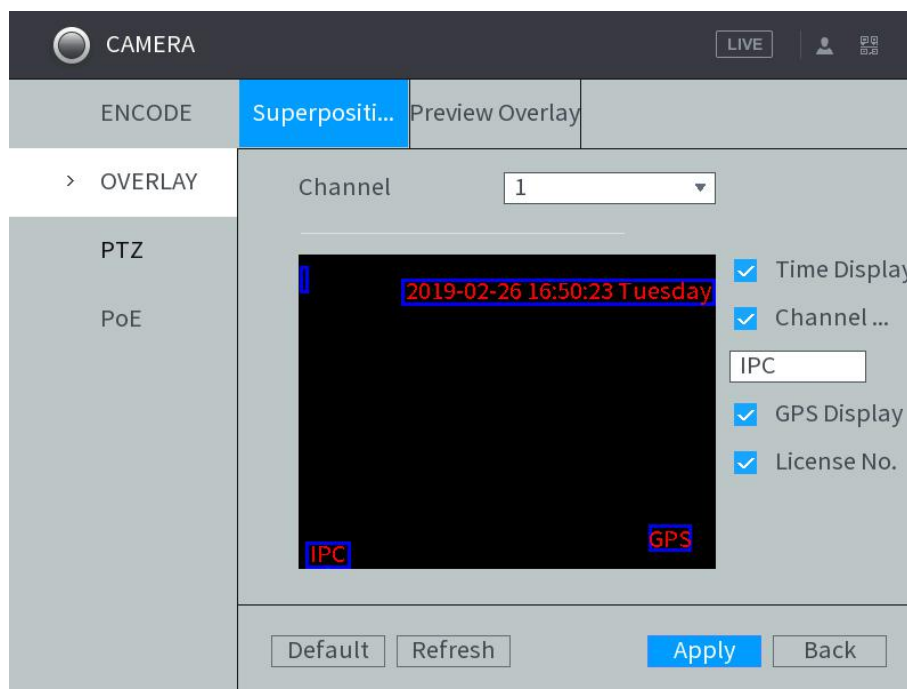 CAMERA
LIVE
ENCODE
Superpositi...
Preview Overlay
OVERLAY
Channel
1
PTZ
2019-02-26 16:50:23 Tuesday
Time Display
Channel ...
PoE
IPC
GPS Display
License No.
IPC
GPS
Default
Refresh
Apply
Back